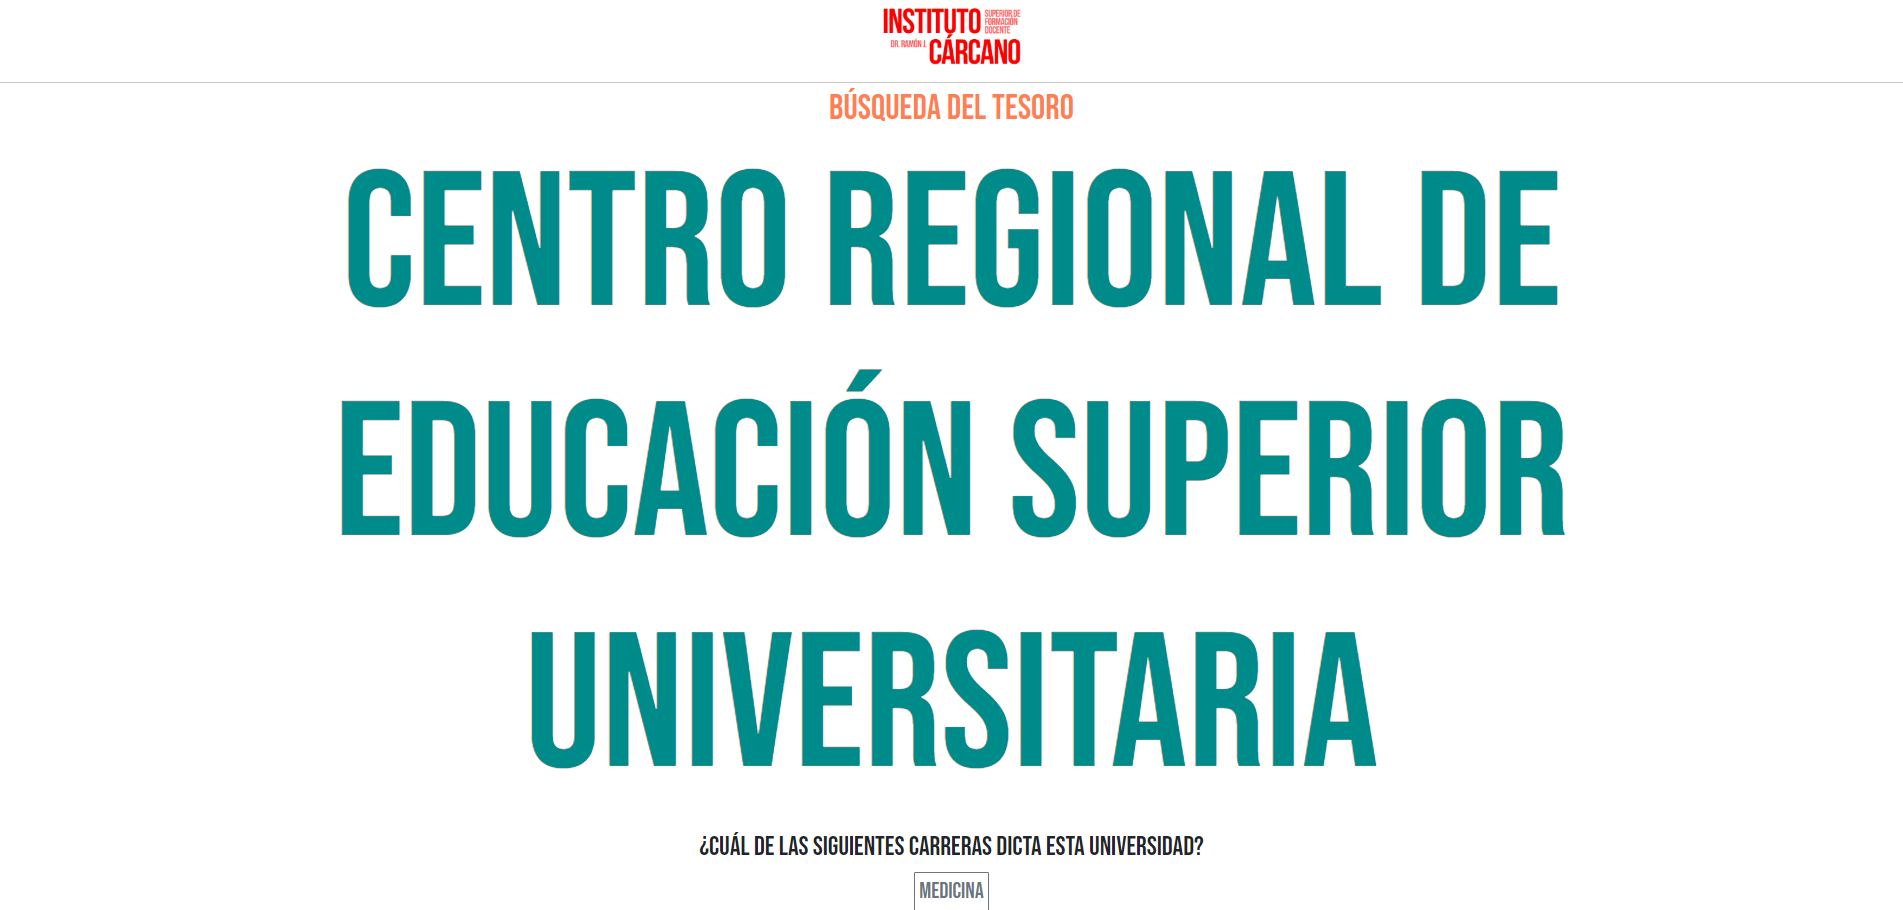 INSTITUTO SUPERIOR DE FORMACIÓN DOCENTE
DR. RAMÓN J. CÁRCANO
BÚSQUEDA DEL TESORO
CENTRO REGIONAL DE
EDUCACIÓN SUPERIOR
UNIVERSITARIA
¿CUÁL DE LAS SIGUIENTES CARRERAS DICTA ESTA UNIVERSIDAD?
MEDICINA